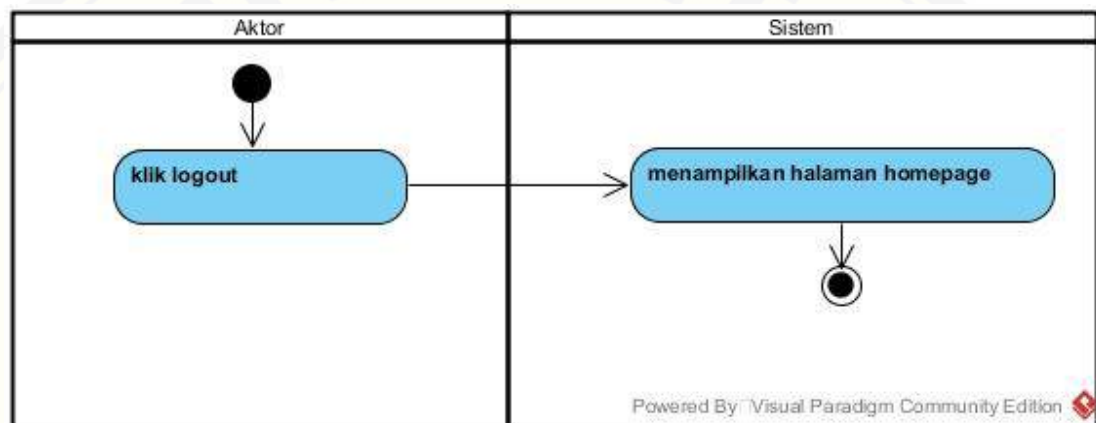 Aktor
Sistem
klik logout
menampilkan halaman homepage
Powered By Visual Paradigm Community Edition